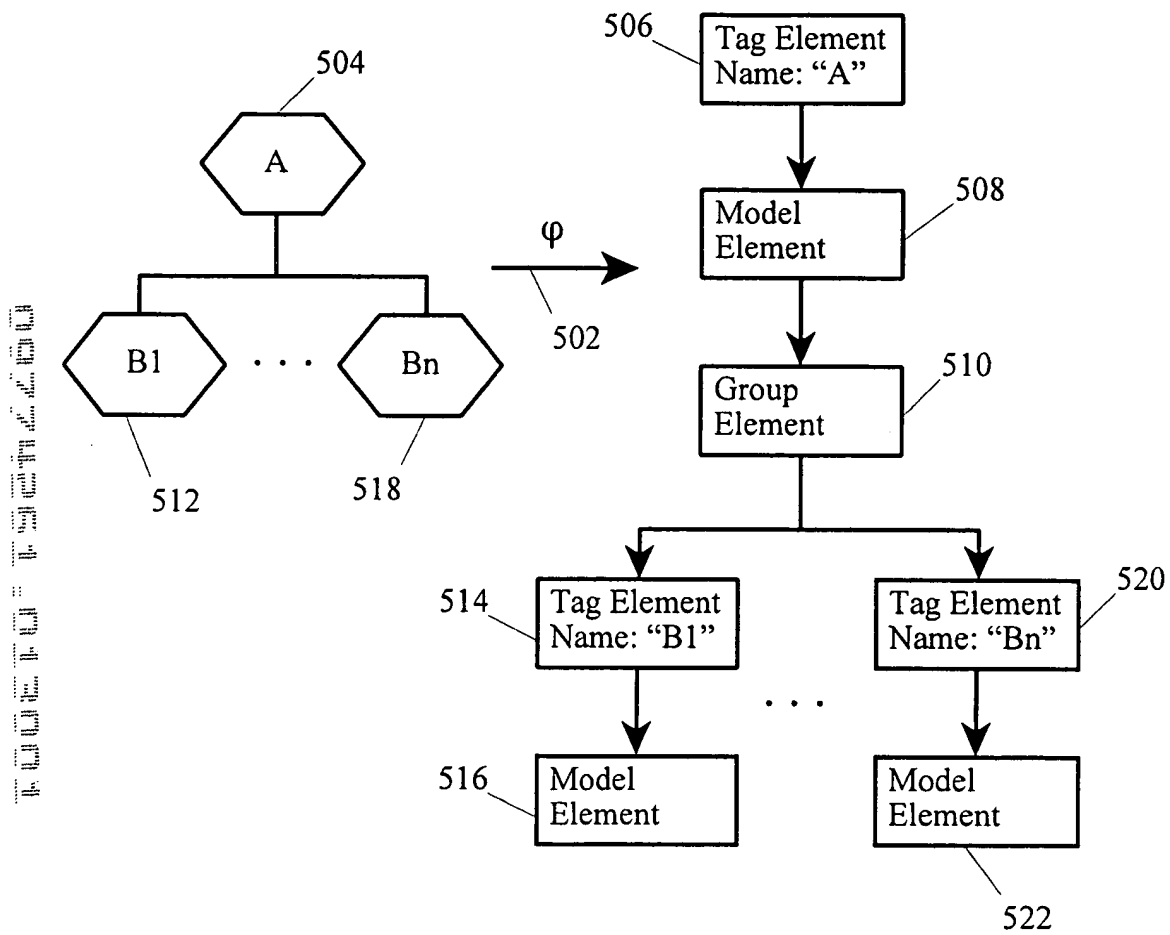 504
A
B1
. . .
Bn
512
518
φ
502
506
Tag Element
Name: “A”
508
Model
Element
510
Group
Element
514
Tag Element
Name: “B1”
520
Tag Element
Name: “Bn”
. . .
516
Model
Element
Model
Element
522